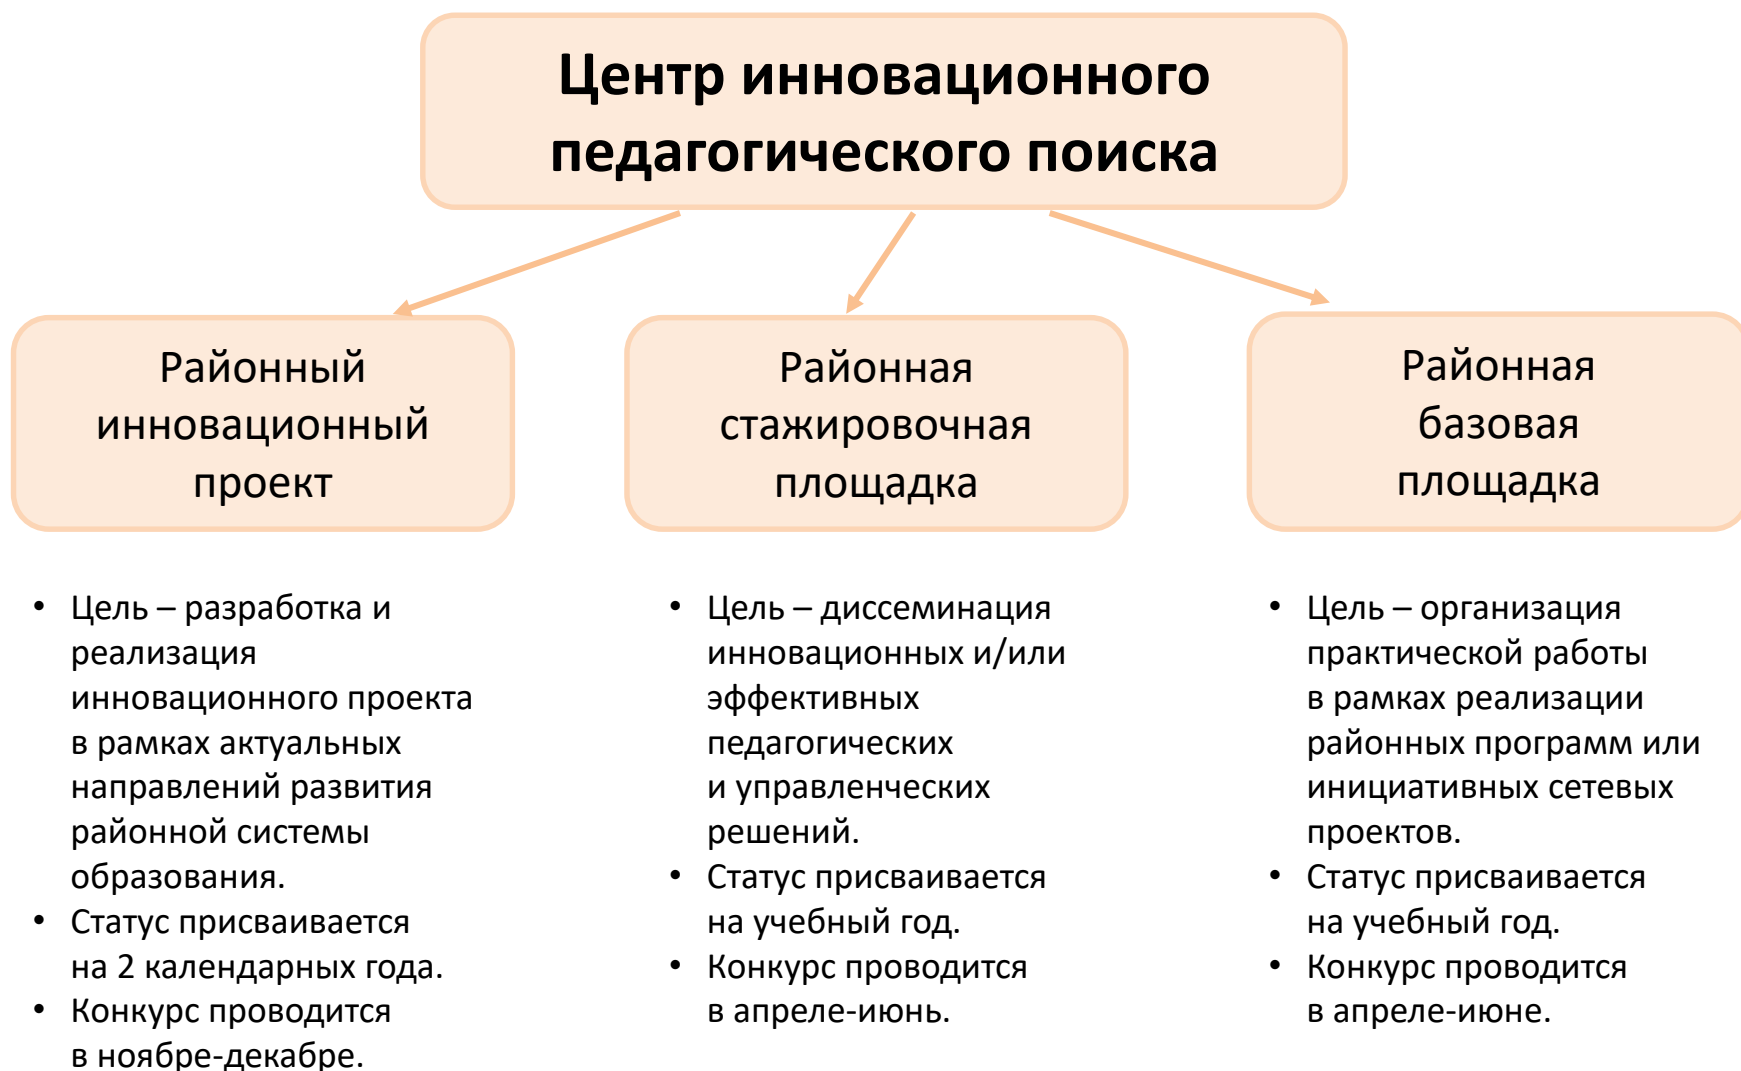 Центр инновационного
педагогического поиска
Районный
инновационный
проект
Районная
стажировочная
площадка
Районная
базовая
площадка
• Цель – разработка и
реализация
инновационного проекта
в рамках актуальных
направлений развития
районной системы
образования.
• Статус присваивается
на 2 календарных года.
• Конкурс проводится
в ноябре-декабре.
• Цель – диссеминация
инновационных и/или
эффективных
педагогических
и управленческих
решений.
• Статус присваивается
на учебный год.
• Конкурс проводится
в апреле-июнь.
• Цель – организация
практической работы
в рамках реализации
районных программ или
инициативных сетевых
проектов.
• Статус присваивается
на учебный год.
• Конкурс проводится
в апреле-июне.